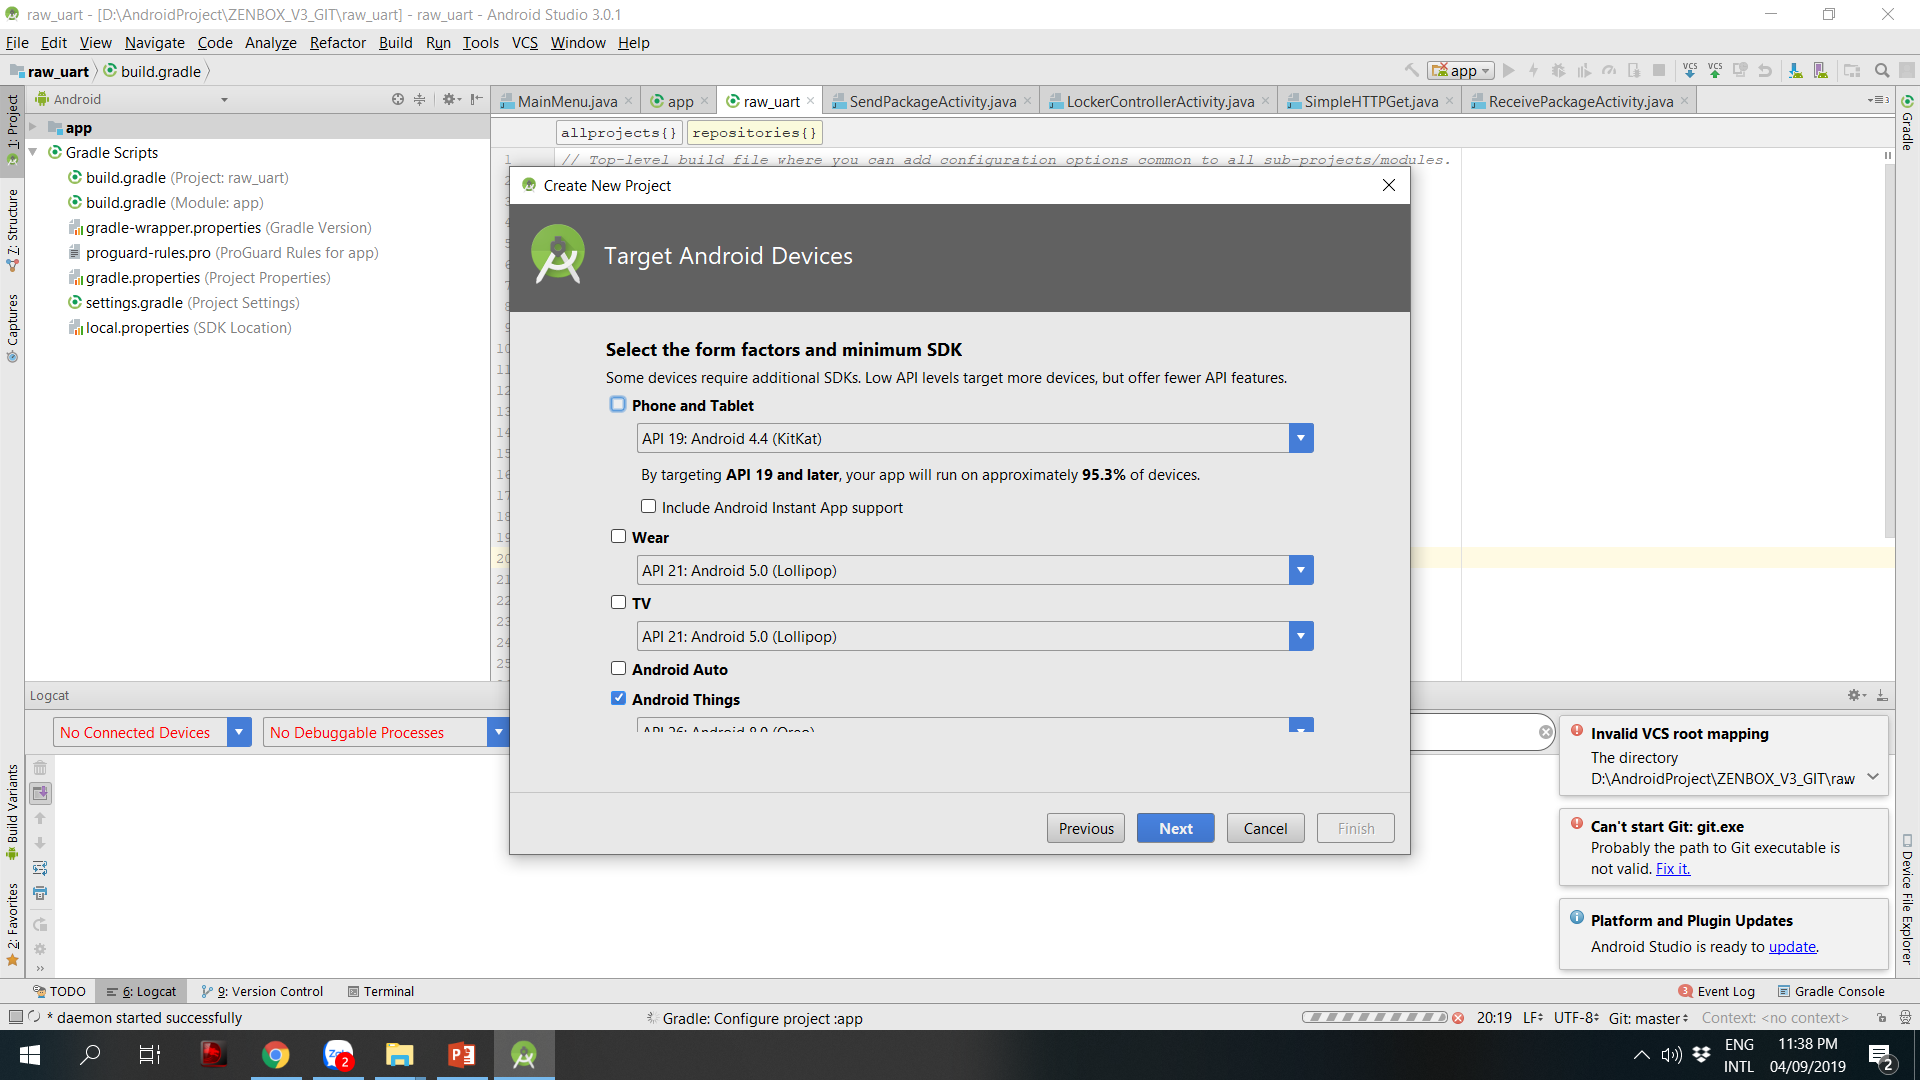 raw_uart - [D:\AndroidProject\ZENBOX_V3_GIT\raw_uart] - raw_uart - Android Studio 3.0.1
File Edit View Navigate Code Analyze Refactor Build Run Tools VCS Window Help
raw_uart build.gradle
app
VCS VCS
1: Project
7: Structure
Captures
Build Variants
2: Favorites
Android
app
Gradle Scripts
build.gradle (Project: raw_uart)
build.gradle (Module: app)
gradle-wrapper.properties (Gradle Version)
proguard-rules.pro (ProGuard Rules for app)
gradle.properties (Project Properties)
settings.gradle (Project Settings)
local.properties (SDK Location)
MainMenu.java app raw_uart SendPackageActivity.java LockerControllerActivity.java SimpleHTTPGet.java ReceivePackageActivity.java
allprojects{} repositories{}
1 // Top-level build file where you can add configuration options common to all sub-projects/modules.
Create New Project
Target Android Devices
Select the form factors and minimum SDK
Some devices require additional SDKs. Low API levels target more devices, but offer fewer API features.
Phone and Tablet
API 19: Android 4.4 (KitKat)
By targeting API 19 and later, your app will run on approximately 95.3% of devices.
Include Android Instant App support
Wear
API 21: Android 5.0 (Lollipop)
TV
API 21: Android 5.0 (Lollipop)
Android Auto
Android Things
API 26: Android 8.0 (Oreo)
Previous Next Cancel Finish
Gradle
Device File Explorer
Logcat
No Connected Devices No Debuggable Processes
Invalid VCS root mapping
The directory
D:\AndroidProject\ZENBOX_V3_GIT\raw...
Can't start Git: git.exe
Probably the path to Git executable is
not valid. Fix it.
Platform and Plugin Updates
Android Studio is ready to update.
TODO 6: Logcat 9: Version Control Terminal 3 Event Log Gradle Console
* daemon started successfully Gradle: Configure project :app 20:19 LF UTF-8 Git: master Context: <no context>
2
ENG
INTL
11:38 PM
04/09/2019
2